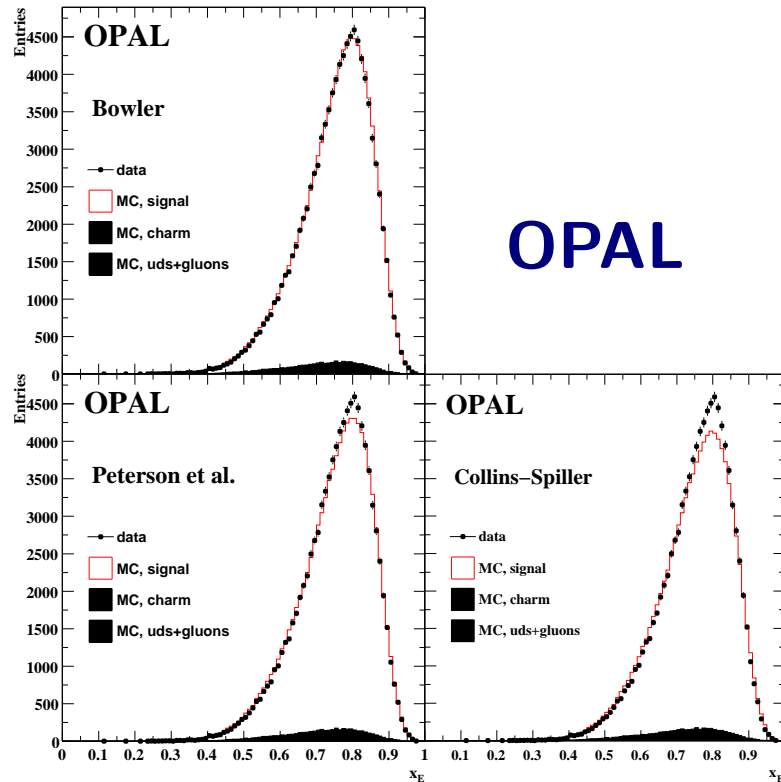 Entries
OPAL
Bowler
data
MC, signal
MC, charm
MC, uds+gluons
4500
4000
3500
3000
2500
2000
1500
1000
500
0
OPAL
Entries
OPAL
Peterson et al.
data
MC, signal
MC, charm
MC, uds+gluons
4500
4000
3500
3000
2500
2000
1500
1000
500
0
0 0.1 0.2 0.3 0.4 0.5 0.6 0.7 0.8 0.9 1
x_E
OPAL
Collins−Spiller
data
MC, signal
MC, charm
MC, uds+gluons
0.1 0.2 0.3 0.4 0.5 0.6 0.7 0.8 0.9
x_E